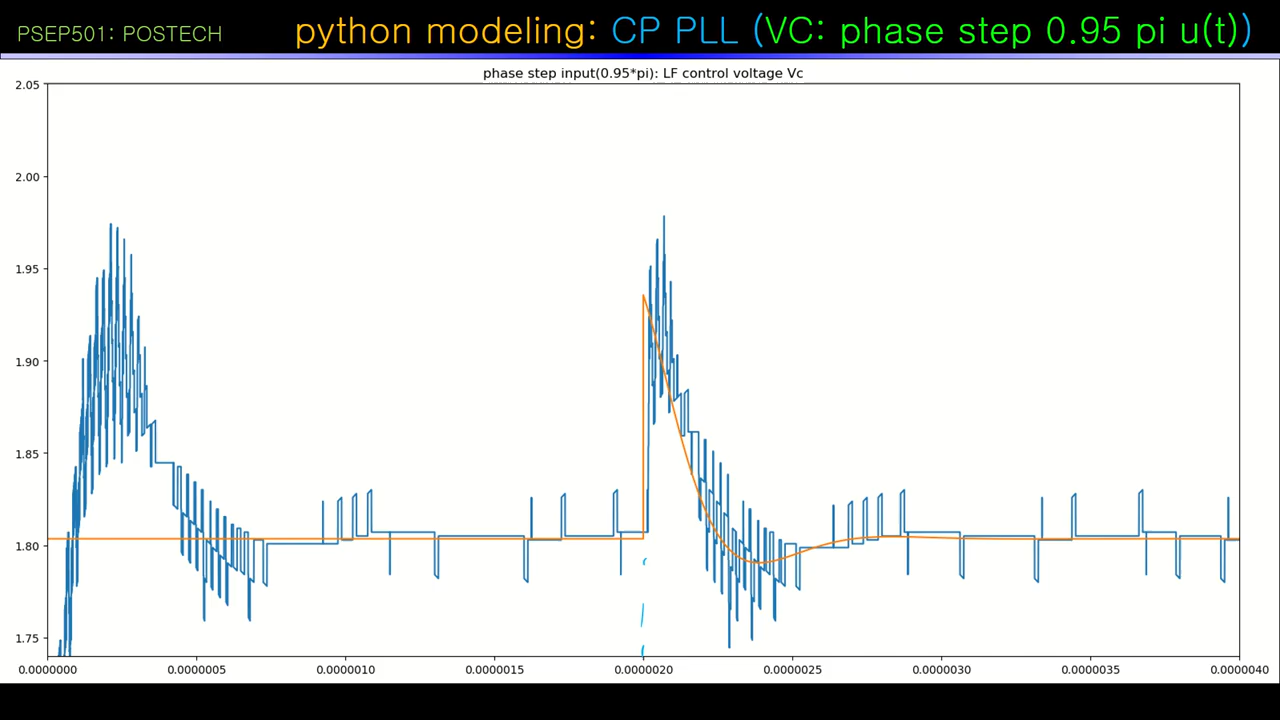 PSEP501: POSTECH
python modeling: CP PLL (VC: phase step 0.95 pi u(t))
phase step input(0.95*pi): LF control voltage Vc
2.05
2.00
1.95
1.90
1.85
1.80
1.75
0.0000000 0.0000005 0.0000010 0.0000015 0.0000020 0.0000025 0.0000030 0.0000035 0.0000040